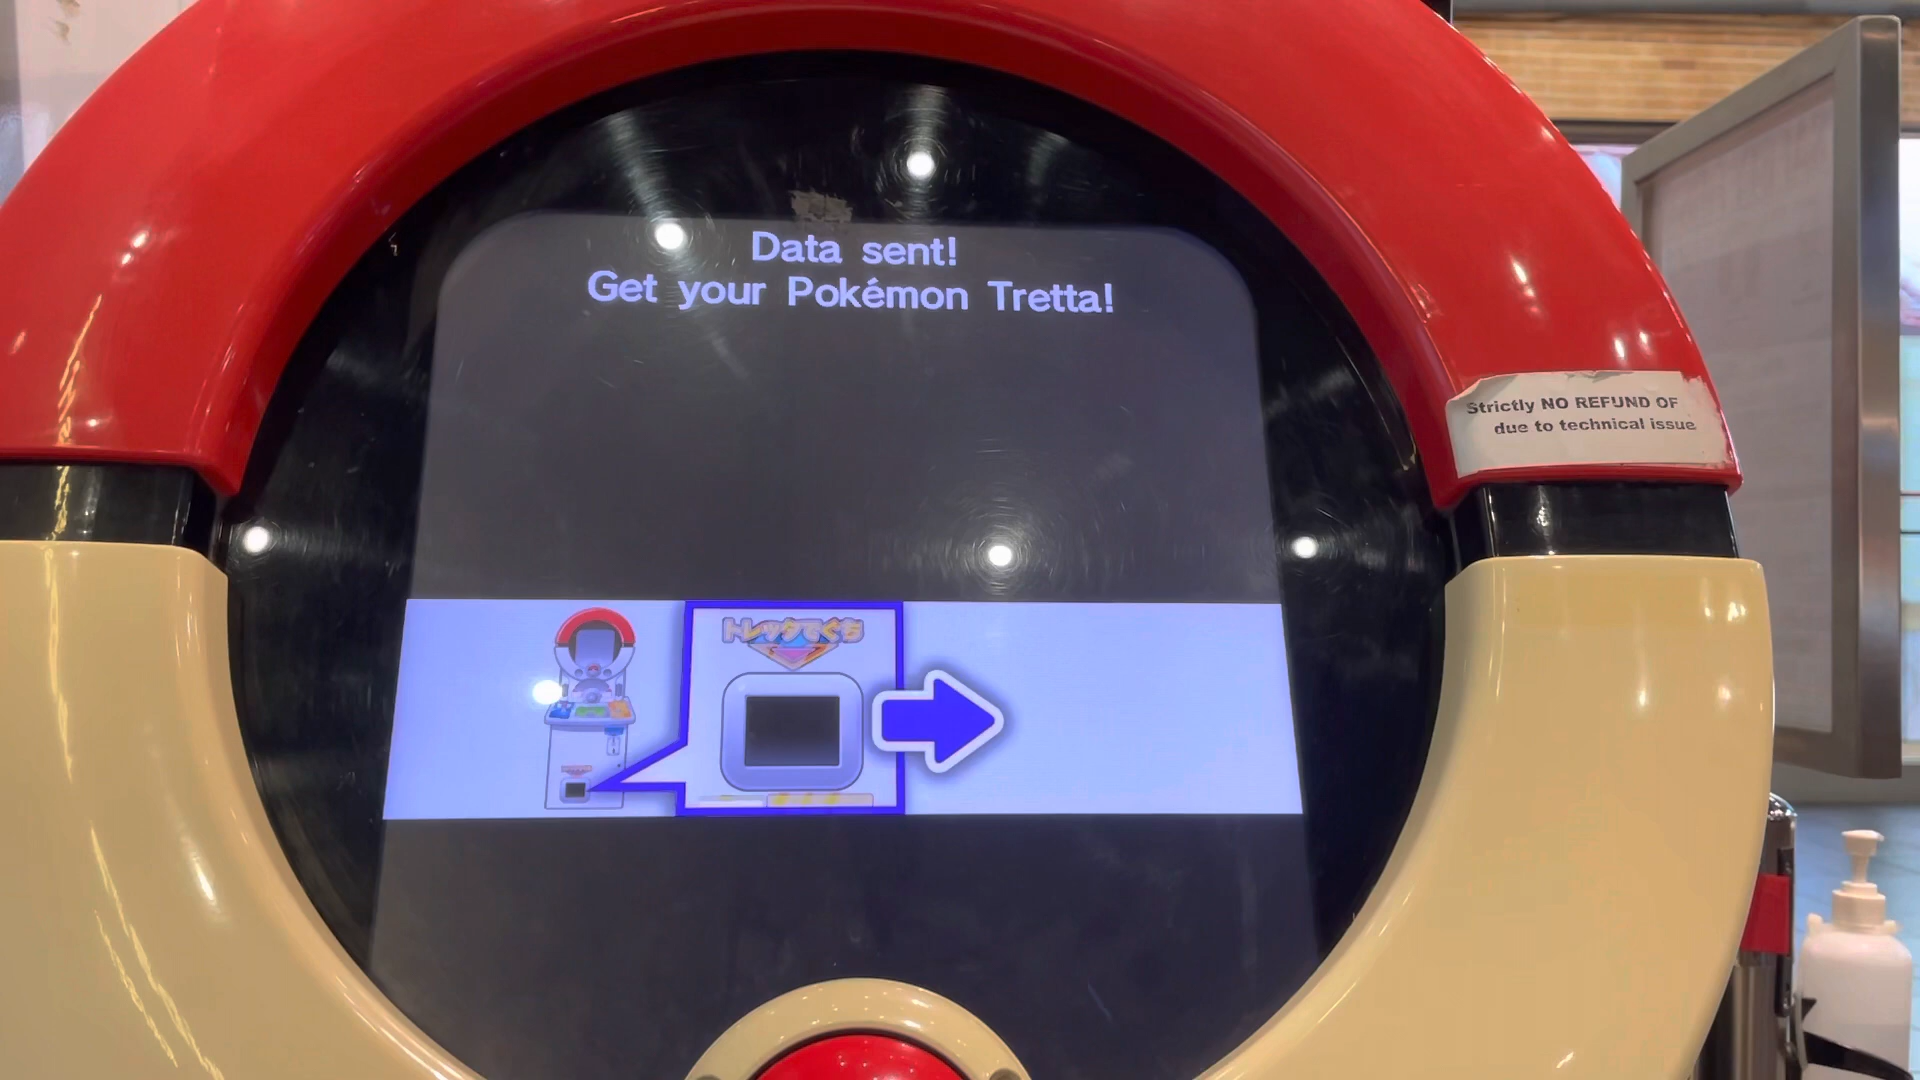 Data sent!
Get your Pokémon Tretta!
Strictly NO REFUND OF
due to technical issue
トレッタでぐち